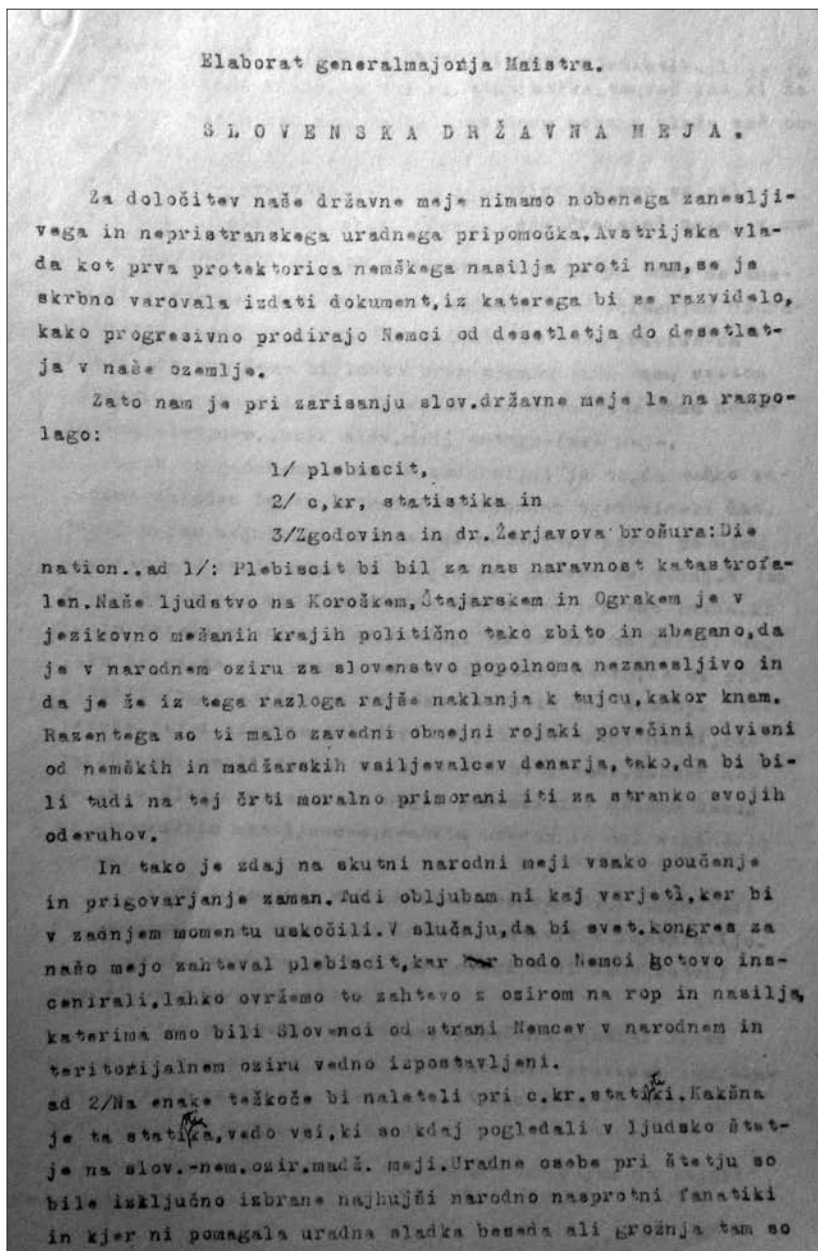 Elaborat generalmajorja Maistra.
SLOVENSKA DRŽAVNA MEJA.
Za določitev naše državne meje nimamo nobenega zaneslji-
vega in nepristranskega uradnega pripomočka.Avstrijska vla-
da kot prva protektorica nemškega nasilja proti nam,se je
skrbno varovala izdati dokument,iz katerega bi se razvidelo,
kako progresivno prodirajo Nemci od desetletja do desetlet-
ja v naše ozemlje.
Zato nam je pri zarisanju slov.državne meje le na razpo-
lago:
1/ plebiscit,
2/ c,kr, statistika in
3/Zgodovina in dr.Žerjavova brošura:Die
nation..ad 1/: Plebiscit bi bil za nas naravnost katastrofa-
len.Naše ljudstvo na Koroškem,Štajarskem in Ogrskem je v
jezikovno mešanih krajih politično tako zbito in zbegano,da
je v narodnem oziru za slovenstvo popolnoma nezanesljivo in
da je že iz tega razloga rajše naklanja k tujcu,kakor knam.
Razentega so ti malo zavedni obmejni rojaki povečini odvisni
od nemških in madžarskih vsiljevalcev denarja,tako,da bi bi-
li tudi na tej črti moralno primorani iti za stranko svojih
oderuhov.
In tako je zdaj na skutni narodni meji vsako poučanje
in prigovarjanje zaman.Tudi obljubam ni kaj verjeti,ker bi
v zadnjem momentu uskočili.V slučaju,da bi svet.kongres za
našo mejo zahteval plebiscit,kar bodo Nemci gotovo ins-
cenirali,lahko ovržemo to zahtevo z ozirom na rop in nasilja,
katerima smo bili Slovenci od strani Nemcev v narodnem in
teritorijalnem oziru vedno izpostavljeni.
ad 2/Na enake težkoče bi naleteli pri c.kr.statistiki.Kakšna
je ta statistika,vedo vsi,ki so kdaj pogledali v ljudsko štet-
je na slov.-nem.ozir.madž. meji.Uradne osebe pri štetju so
bile izključno izbrane najhujši narodno nasprotni fanatiki
in kjer ni pomagala uradna sladka beseda ali grožnja tam so